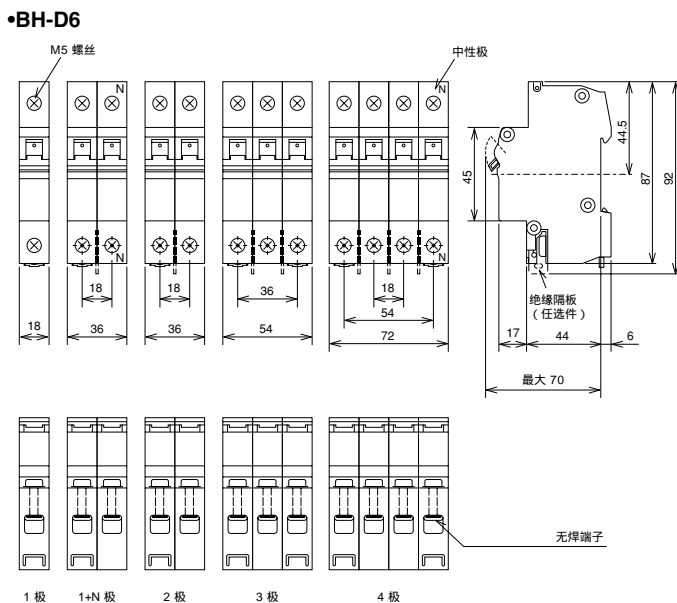 •BH-D6
M5 螺丝
中性极
N
N
N
N
45
44.5
87
92
18
18
36
18
54
18
36
36
54
72
绝缘隔板
（任选件）
17
44
6
最大 70
无焊端子
1 极
1+N 极
2 极
3 极
4 极